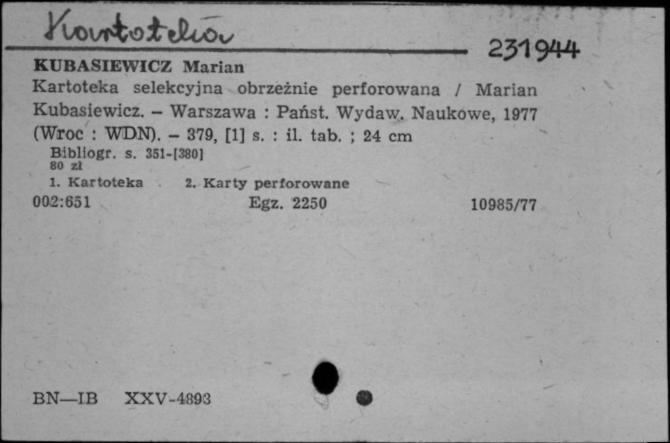 Kartoteka
231944
KUBASIEWICZ Marian
Kartoteka selekcyjna obrzeżnie perforowana / Marian
Kubasiewicz. — Warszawa : Państ. Wydaw. Naukowe, 1977
(Wroc : WDN). — 379, [1] s. : il. tab. ; 24 cm
Bibliogr. s. 351-[380]
80 zł
1. Kartoteka 2. Karty perforowane
002:651 Egz. 2250 10985/77
BN—IB XXV-4893